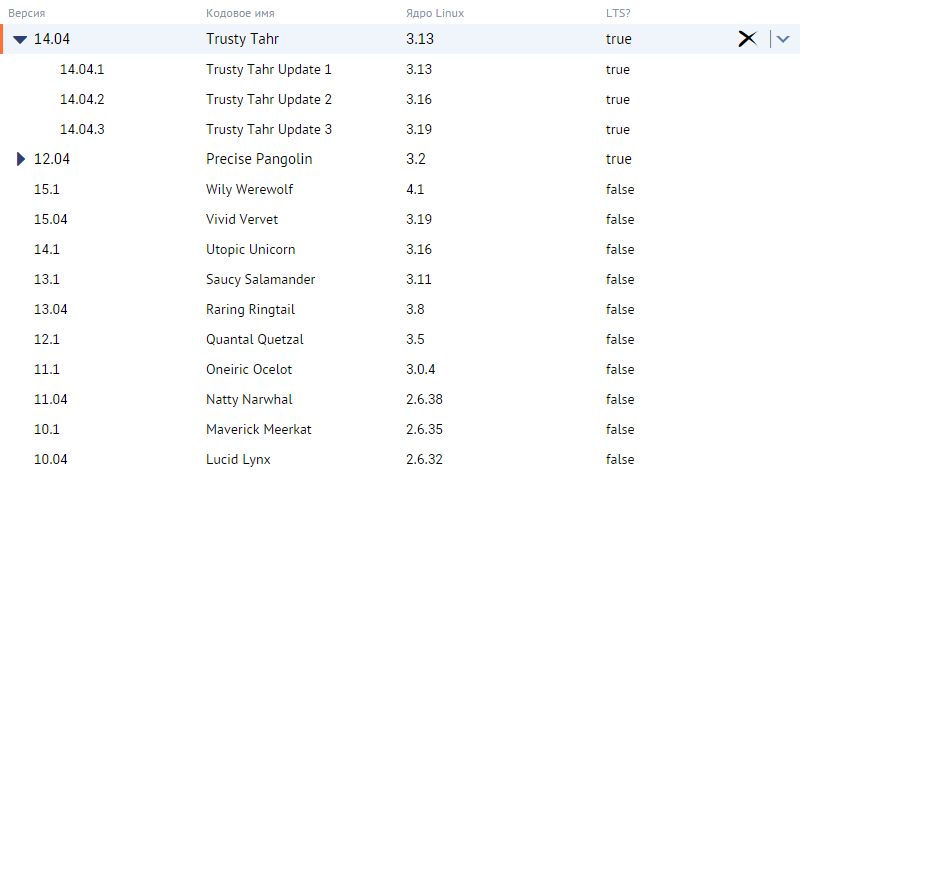 Версия Кодовое имя Ядро Linux LTS?
14.04 Trusty Tahr 3.13 true
14.04.1 Trusty Tahr Update 1 3.13 true
14.04.2 Trusty Tahr Update 2 3.16 true
14.04.3 Trusty Tahr Update 3 3.19 true
12.04 Precise Pangolin 3.2 true
15.1 Wily Werewolf 4.1 false
15.04 Vivid Vervet 3.19 false
14.1 Utopic Unicorn 3.16 false
13.1 Saucy Salamander 3.11 false
13.04 Raring Ringtail 3.8 false
12.1 Quantal Quetzal 3.5 false
11.1 Oneiric Ocelot 3.0.4 false
11.04 Natty Narwhal 2.6.38 false
10.1 Maverick Meerkat 2.6.35 false
10.04 Lucid Lynx 2.6.32 false